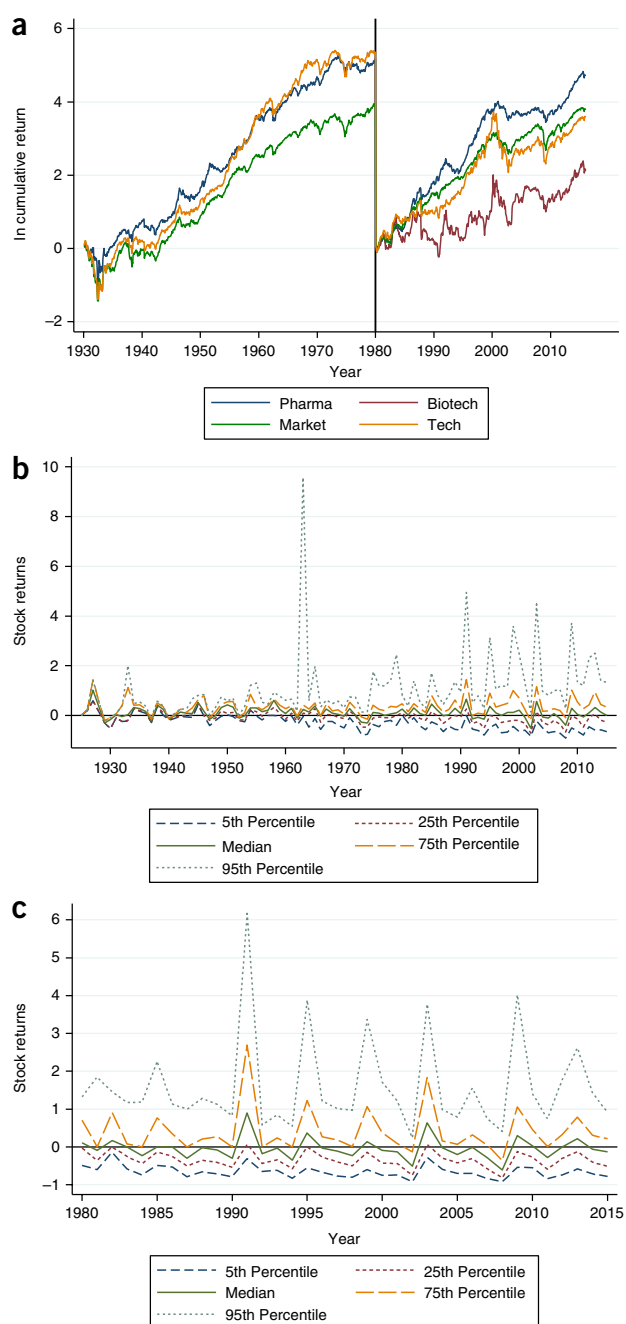 a
6
4
2
0
–2
ln cumulative return
1930 1940 1950 1960 1970 1980 1990 2000 2010
Year
Pharma Biotech
Market Tech
b
10
8
6
4
2
0
Stock returns
1930 1940 1950 1960 1970 1980 1990 2000 2010
Year
5th Percentile 25th Percentile
Median 75th Percentile
95th Percentile
c
6
5
4
3
2
1
0
–1
Stock returns
1980 1985 1990 1995 2000 2005 2010 2015
Year
5th Percentile 25th Percentile
Median 75th Percentile
95th Percentile